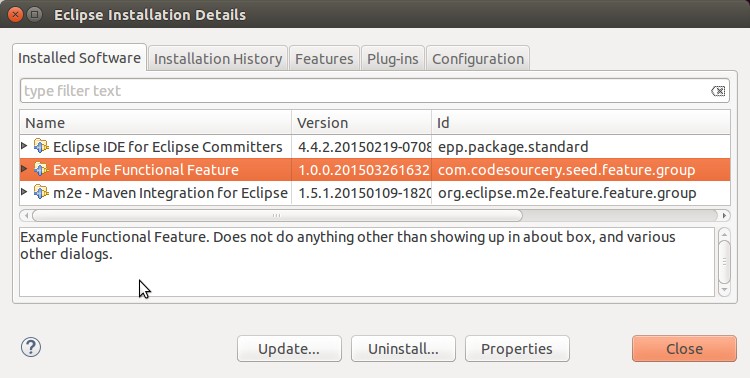 Eclipse Installation Details
Installed Software Installation History Features Plug-ins Configuration
type filter text
Name Version Id
Eclipse IDE for Eclipse Committers 4.4.2.20150219-0708 epp.package.standard
Example Functional Feature 1.0.0.201503261632 com.codesourcery.seed.feature.group
m2e - Maven Integration for Eclipse 1.5.1.20150109-1820 org.eclipse.m2e.feature.feature.group
Example Functional Feature. Does not do anything other than showing up in about box, and various
other dialogs.
? Update... Uninstall... Properties Close